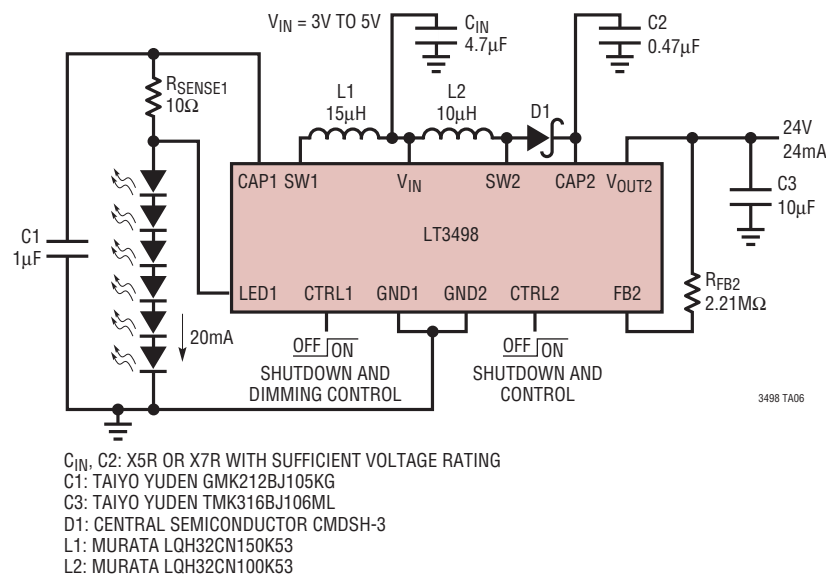 V_IN = 3V TO 5V
C_IN
4.7µF
C2
0.47µF
R_SENSE1
10Ω
L1
15µH
L2
10µH
D1
24V
24mA
CAP1 SW1 V_IN SW2 CAP2 V_OUT2
C3
10µF
LT3498
C1
1µF
LED1 CTRL1 GND1 GND2 CTRL2 FB2
R_FB2
2.21MΩ
20mA
OFF ON
SHUTDOWN AND
DIMMING CONTROL
OFF ON
SHUTDOWN AND
CONTROL
3498 TA06
C_IN, C2: X5R OR X7R WITH SUFFICIENT VOLTAGE RATING
C1: TAIYO YUDEN GMK212BJ105KG
C3: TAIYO YUDEN TMK316BJ106ML
D1: CENTRAL SEMICONDUCTOR CMDSH-3
L1: MURATA LQH32CN150K53
L2: MURATA LQH32CN100K53